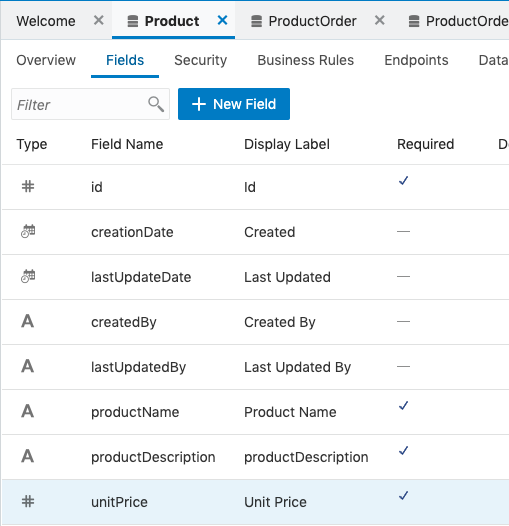 Welcome Product ProductOrder ProductOrde
Overview Fields Security Business Rules Endpoints Data
Filter + New Field
Type Field Name Display Label Required D
# id Id
creationDate Created —
lastUpdateDate Last Updated —
A createdBy Created By —
A lastUpdatedBy Last Updated By —
A productName Product Name
A productDescription productDescription
# unitPrice Unit Price